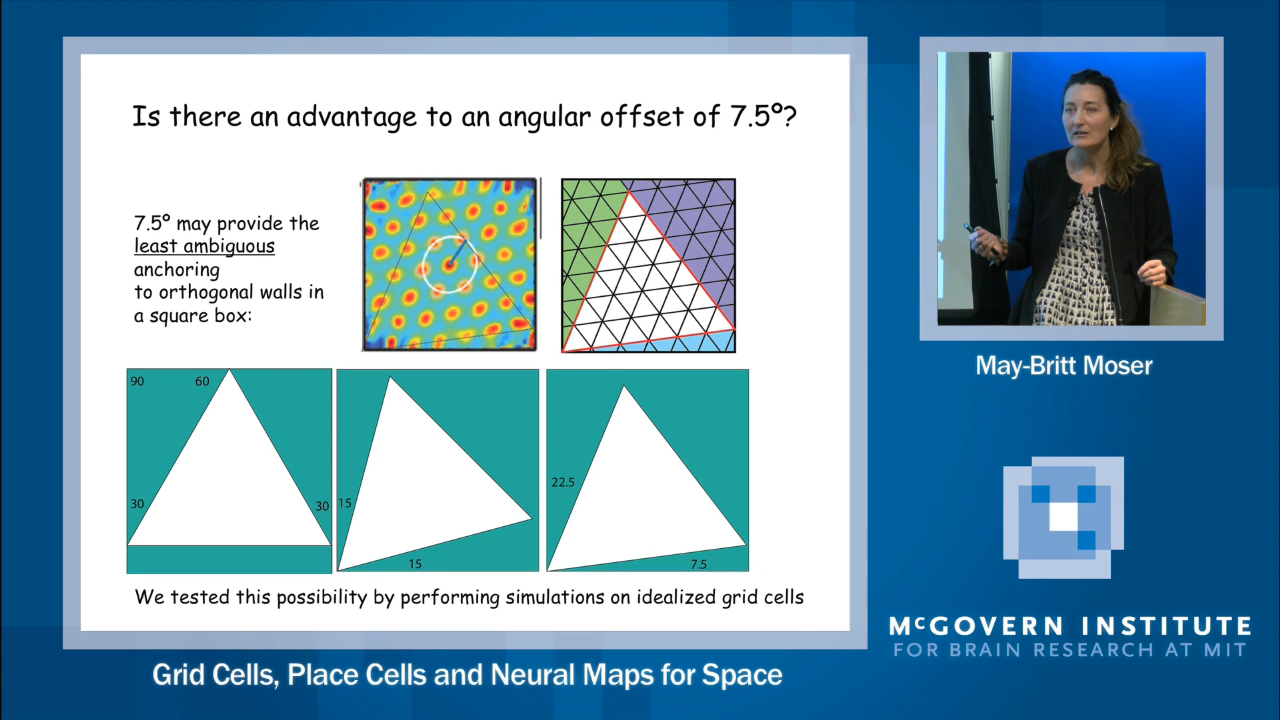 Is there an advantage to an angular offset of 7.5º?
7.5º may provide the
least ambiguous
anchoring
to orthogonal walls in
a square box:
90
60
30
30
15
15
22.5
7.5
We tested this possibility by performing simulations on idealized grid cells
Grid Cells, Place Cells and Neural Maps for Space
May-Britt Moser
McGOVERN INSTITUTE
FOR BRAIN RESEARCH AT MIT